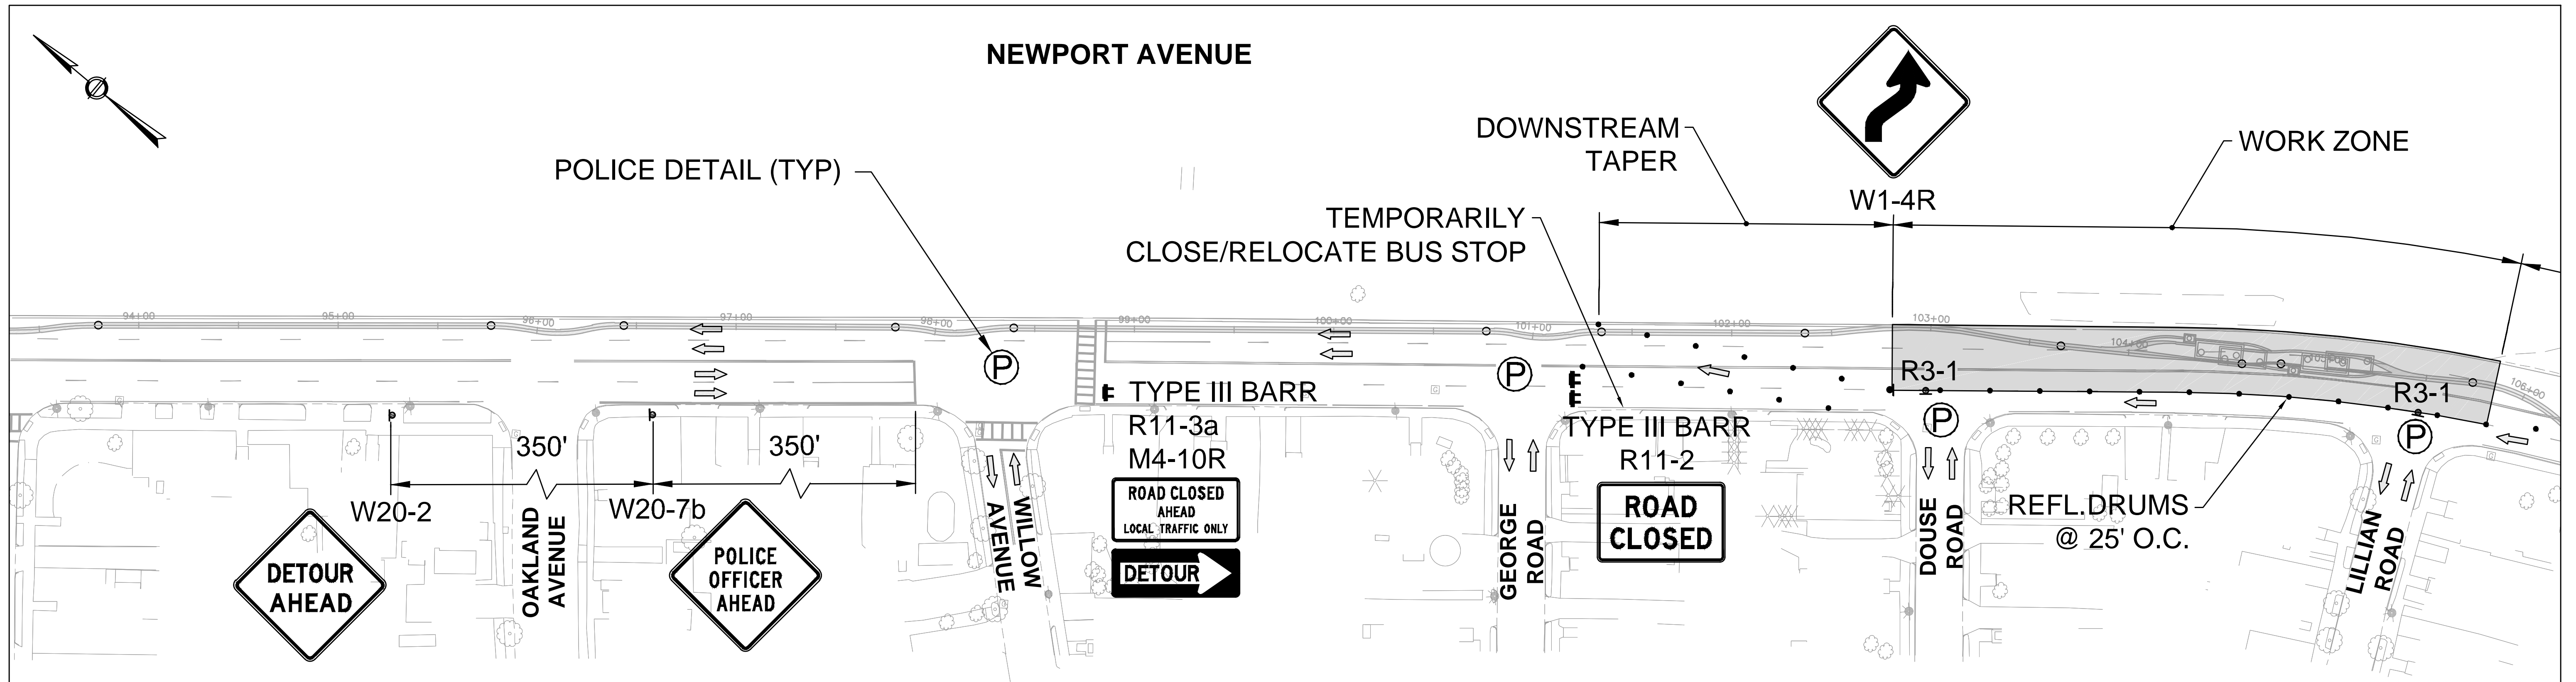 NEWPORT AVENUE
DOWNSTREAM
TAPER
WORK ZONE
POLICE DETAIL (TYP)
W1-4R
TEMPORARILY
CLOSE/RELOCATE BUS STOP
94+00
95+00
96+00
97+00
98+00
99+00
100+00
101+00
102+00
103+00
104+00
106+00
P
P
R3-1
P
R3-1
P
TYPE III BARR
R11-3a
M4-10R
ROAD CLOSED
AHEAD
LOCAL TRAFFIC ONLY
DETOUR
TYPE III BARR
R11-2
ROAD
CLOSED
350'
350'
W20-2
W20-7b
DETOUR
AHEAD
OAKLAND
AVENUE
POLICE
OFFICER
AHEAD
WILLOW
AVENUE
GEORGE
ROAD
DOUSE
ROAD
REFL.DRUMS
@ 25' O.C.
LILLIAN
ROAD